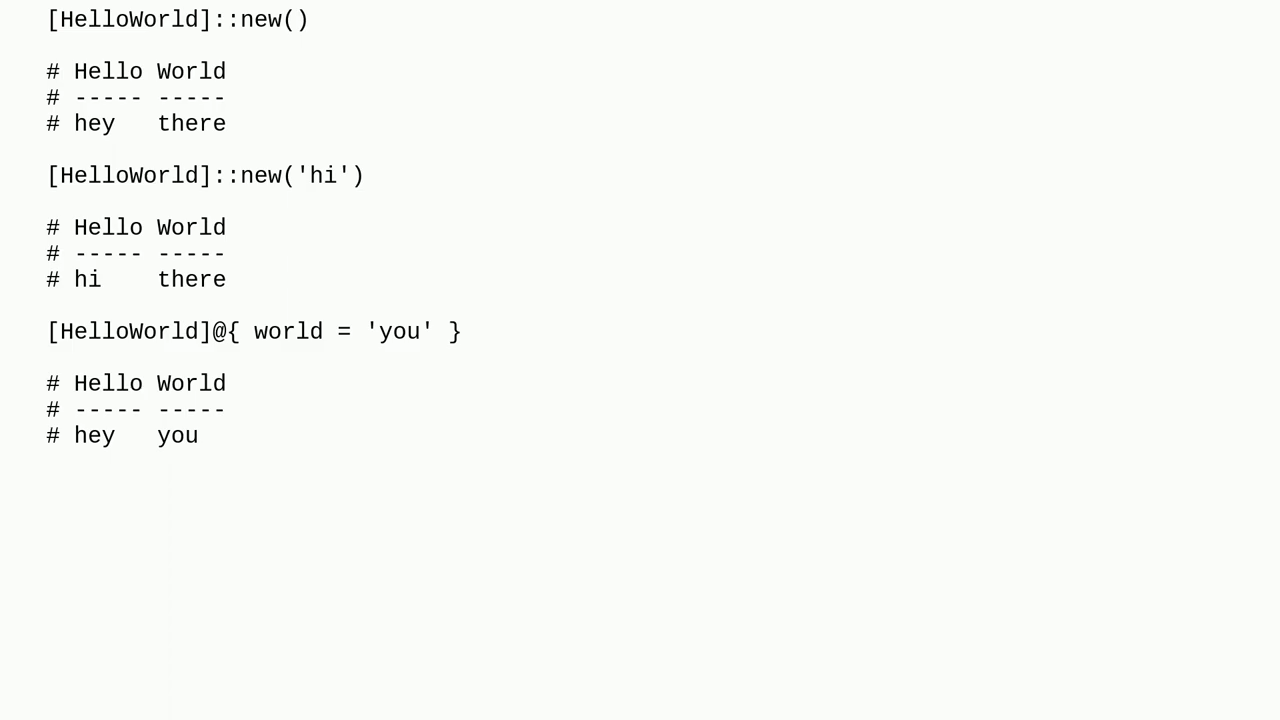 [HelloWorld]::new()
# Hello World
# ----- -----
# hey   there
[HelloWorld]::new('hi')
# Hello World
# ----- -----
# hi    there
[HelloWorld]@{ world = 'you' }
# Hello World
# ----- -----
# hey   you